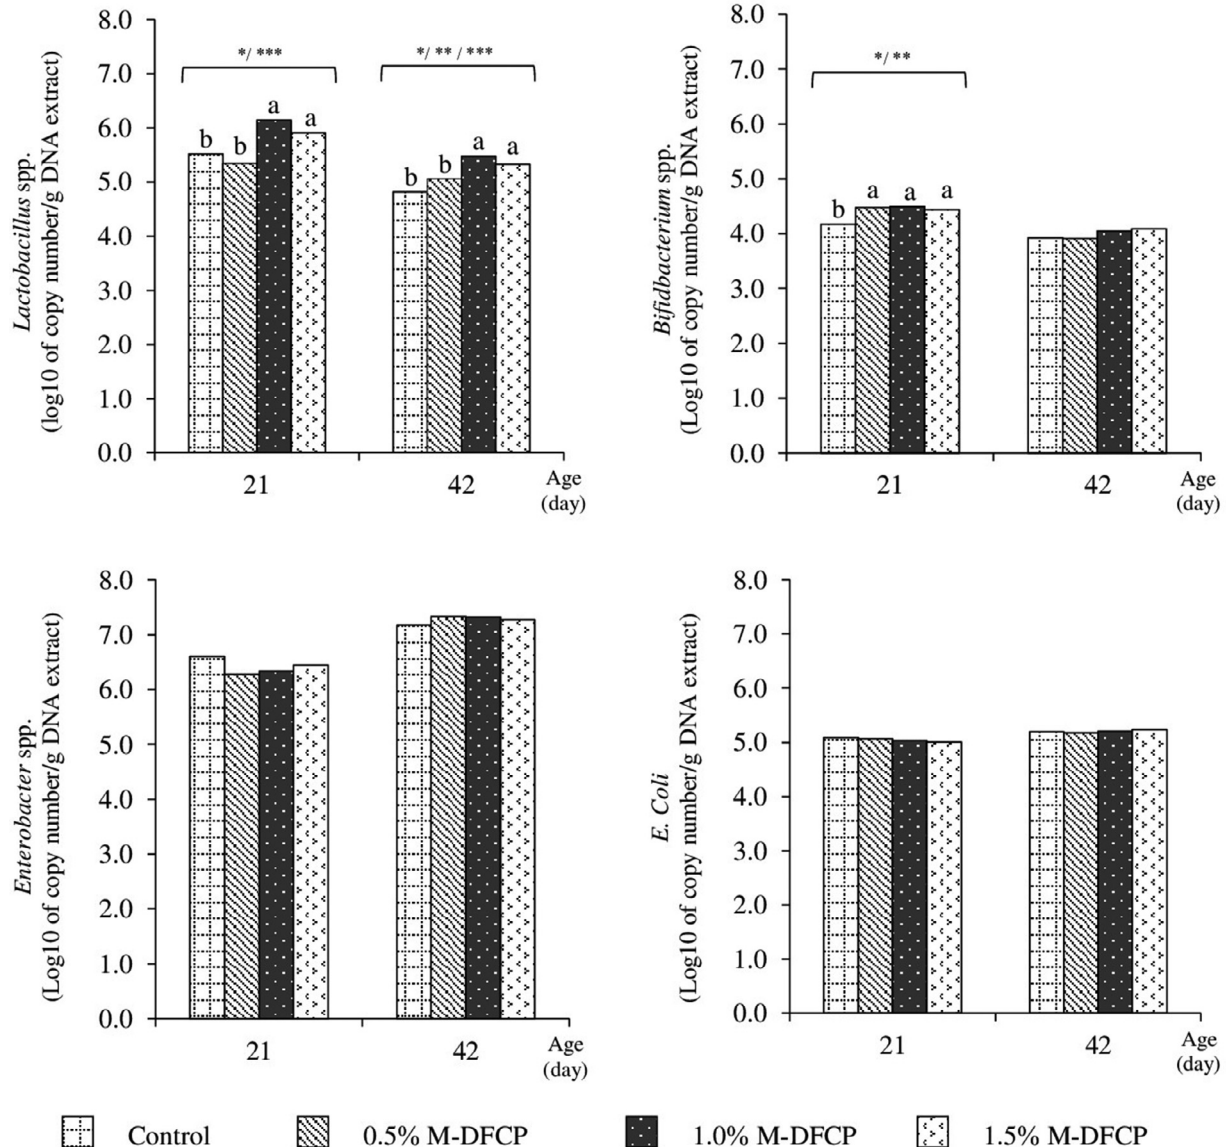 Lactobacillus spp.
(log10 of copy number/g DNA extract)
8.0
7.0
6.0
5.0
4.0
3.0
2.0
1.0
0.0
*/ ***
*/ ** / ***
b
b
a
a
b
b
a
a
21
42
Age
(day)
Bifidbacterium spp.
(Log10 of copy number/g DNA extract)
8.0
7.0
6.0
5.0
4.0
3.0
2.0
1.0
0.0
*/ **
b
a
a
a
21
42
Age
(day)
Enterobacter spp.
(Log10 of copy number/g DNA extract)
8.0
7.0
6.0
5.0
4.0
3.0
2.0
1.0
0.0
21
42
Age
(day)
E. Coli
(Log10 of copy number/g DNA extract)
8.0
7.0
6.0
5.0
4.0
3.0
2.0
1.0
0.0
21
42
Age
(day)
Control
0.5% M-DFCP
1.0% M-DFCP
1.5% M-DFCP